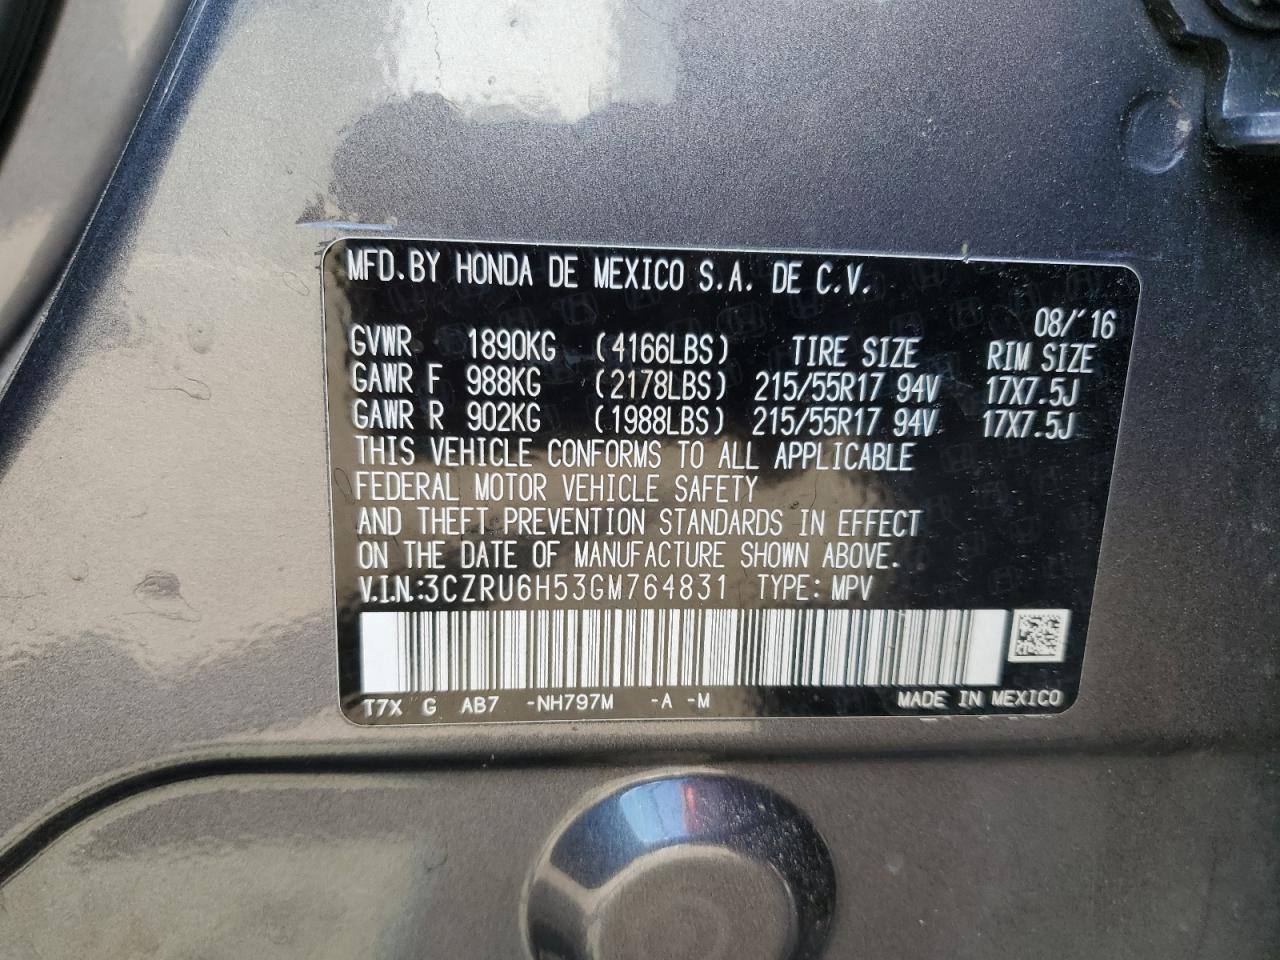 MFD.BY HONDA DE MEXICO S.A. DE C.V.
08/'16
GVWR 1890KG (4166LBS) TIRE SIZE RIM SIZE
GAWR F 988KG (2178LBS) 215/55R17 94V 17X7.5J
GAWR R 902KG (1988LBS) 215/55R17 94V 17X7.5J
THIS VEHICLE CONFORMS TO ALL APPLICABLE
FEDERAL MOTOR VEHICLE SAFETY
AND THEFT PREVENTION STANDARDS IN EFFECT
ON THE DATE OF MANUFACTURE SHOWN ABOVE.
V.I.N.:3CZRU6H53GM764831 TYPE: MPV
T7X G AB7 -NH797M -A -M MADE IN MEXICO